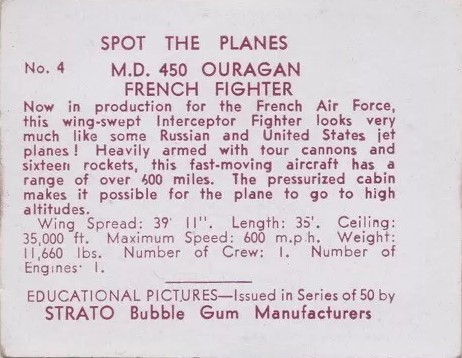 SPOT THE PLANES
No. 4 M.D. 450 OURAGAN
FRENCH FIGHTER
Now in production for the French Air Force,
this wing-swept Interceptor Fighter looks very
much like some Russian and United States jet
planes! Heavily armed with tour cannons and
sixteen rockets, this fast-moving aircraft has a
range of over 600 miles. The pressurized cabin
makes it possible for the plane to go to high
altitudes.
Wing Spread: 39' 11". Length: 35'. Ceiling:
35,000 ft. Maximum Speed: 600 m.p.h. Weight:
11,660 lbs. Number of Crew: 1. Number of
Engines: 1.
EDUCATIONAL PICTURES—Issued in Series of 50 by
STRATO Bubble Gum Manufacturers